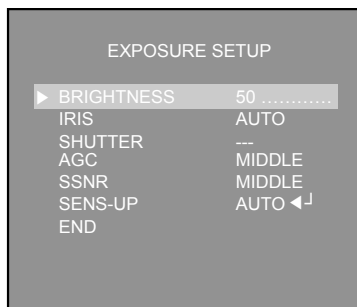 EXPOSURE SETUP
▶ BRIGHTNESS 50 ............
IRIS AUTO
SHUTTER ---
AGC MIDDLE
SSNR MIDDLE
SENS-UP AUTO ◀┘
END